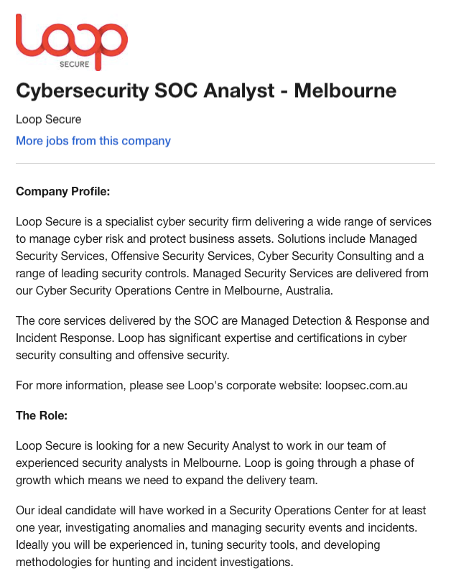 Loop
SECURE
Cybersecurity SOC Analyst - Melbourne
Loop Secure
More jobs from this company
Company Profile:
Loop Secure is a specialist cyber security firm delivering a wide range of services
to manage cyber risk and protect business assets. Solutions include Managed
Security Services, Offensive Security Services, Cyber Security Consulting and a
range of leading security controls. Managed Security Services are delivered from
our Cyber Security Operations Centre in Melbourne, Australia.
The core services delivered by the SOC are Managed Detection & Response and
Incident Response. Loop has significant expertise and certifications in cyber
security consulting and offensive security.
For more information, please see Loop's corporate website: loopsec.com.au
The Role:
Loop Secure is looking for a new Security Analyst to work in our team of
experienced security analysts in Melbourne. Loop is going through a phase of
growth which means we need to expand the delivery team.
Our ideal candidate will have worked in a Security Operations Center for at least
one year, investigating anomalies and managing security events and incidents.
Ideally you will be experienced in, tuning security tools, and developing
methodologies for hunting and incident investigations.